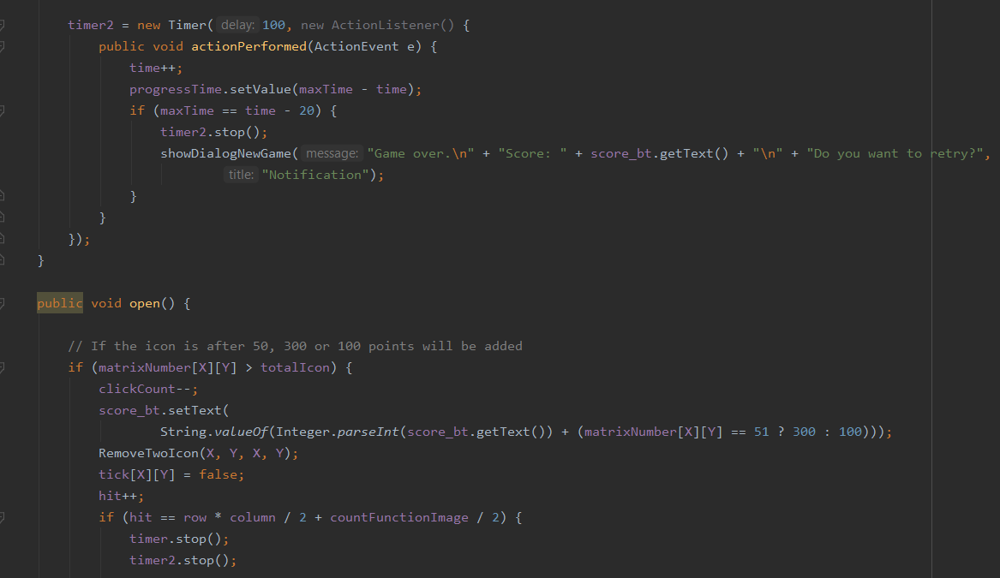 timer2 = new Timer( delay: 100, new ActionListener() {
public void actionPerformed(ActionEvent e) {
time++;
progressTime.setValue(maxTime - time);
if (maxTime == time - 20) {
timer2.stop();
showDialogNewGame( message: "Game over.\n" + "Score: " + score_bt.getText() + "\n" + "Do you want to retry?",
title: "Notification");
}
}
});
}
public void open() {
// If the icon is after 50, 300 or 100 points will be added
if (matrixNumber[X][Y] > totalIcon) {
clickCount--;
score_bt.setText(
String.valueOf(Integer.parseInt(score_bt.getText()) + (matrixNumber[X][Y] == 51 ? 300 : 100)));
RemoveTwoIcon(X, Y, X, Y);
tick[X][Y] = false;
hit++;
if (hit == row * column / 2 + countFunctionImage / 2) {
timer.stop();
timer2.stop();